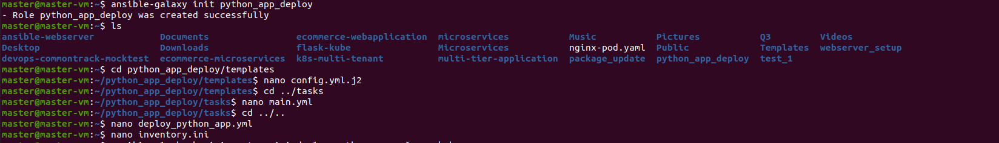 master@master-vm:~$ ansible-galaxy init python_app_deploy
- Role python_app_deploy was created successfully
master@master-vm:~$ ls
ansible-webserver Documents ecommerce-webapplication microservices Music Pictures Q3 Videos
Desktop Downloads flask-kube Microservices nginx-pod.yaml Public Templates webserver_setup
devops-commontrack-mocktest ecommerce-microservices k8s-multi-tenant multi-tier-application package_update python_app_deploy test_1
master@master-vm:~$ cd python_app_deploy/templates
master@master-vm:~/python_app_deploy/templates$ nano config.yml.j2
master@master-vm:~/python_app_deploy/templates$ cd ../tasks
master@master-vm:~/python_app_deploy/tasks$ nano main.yml
master@master-vm:~/python_app_deploy/tasks$ cd ../..
master@master-vm:~$ nano deploy_python_app.yml
master@master-vm:~$ nano inventory.ini